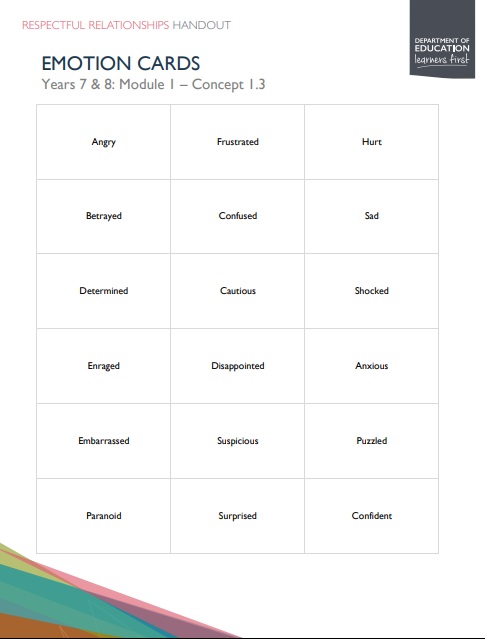 RESPECTFUL RELATIONSHIPS HANDOUT
DEPARTMENT OF
EDUCATION
learners first
EMOTION CARDS
Years 7 & 8: Module 1 – Concept 1.3
Angry Frustrated Hurt
Betrayed Confused Sad
Determined Cautious Shocked
Enraged Disappointed Anxious
Embarrassed Suspicious Puzzled
Paranoid Surprised Confident